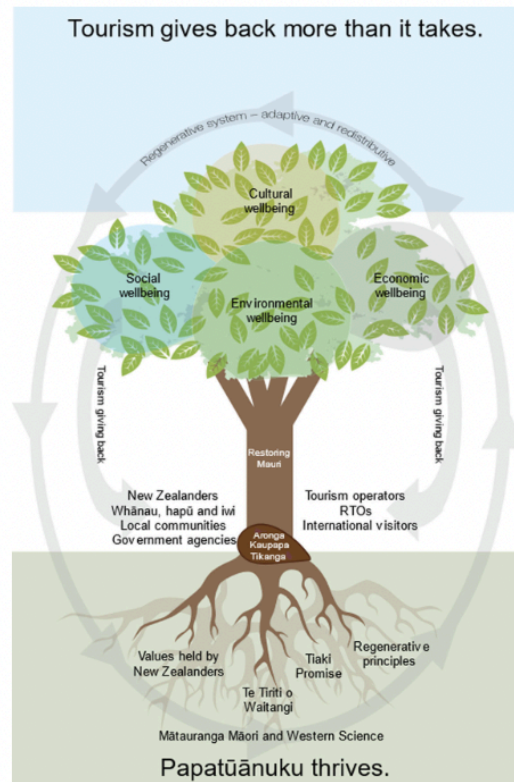 Tourism gives back more than it takes.
Regenerative system – adaptive and redistributive
Cultural
wellbeing
Social
wellbeing
Environmental
wellbeing
Economic
wellbeing
Tourism giving back
Tourism giving back
Restoring
Mauri
New Zealanders
Whānau, hapū and iwi
Local communities
Government agencies
Tourism operators
RTOs
International visitors
Aronga
Kaupapa
Tikanga
Values held by
New Zealanders
Te Tiriti o
Waitangi
Tiaki
Promise
Regenerative
principles
Mātauranga Māori and Western Science
Papatūānuku thrives.